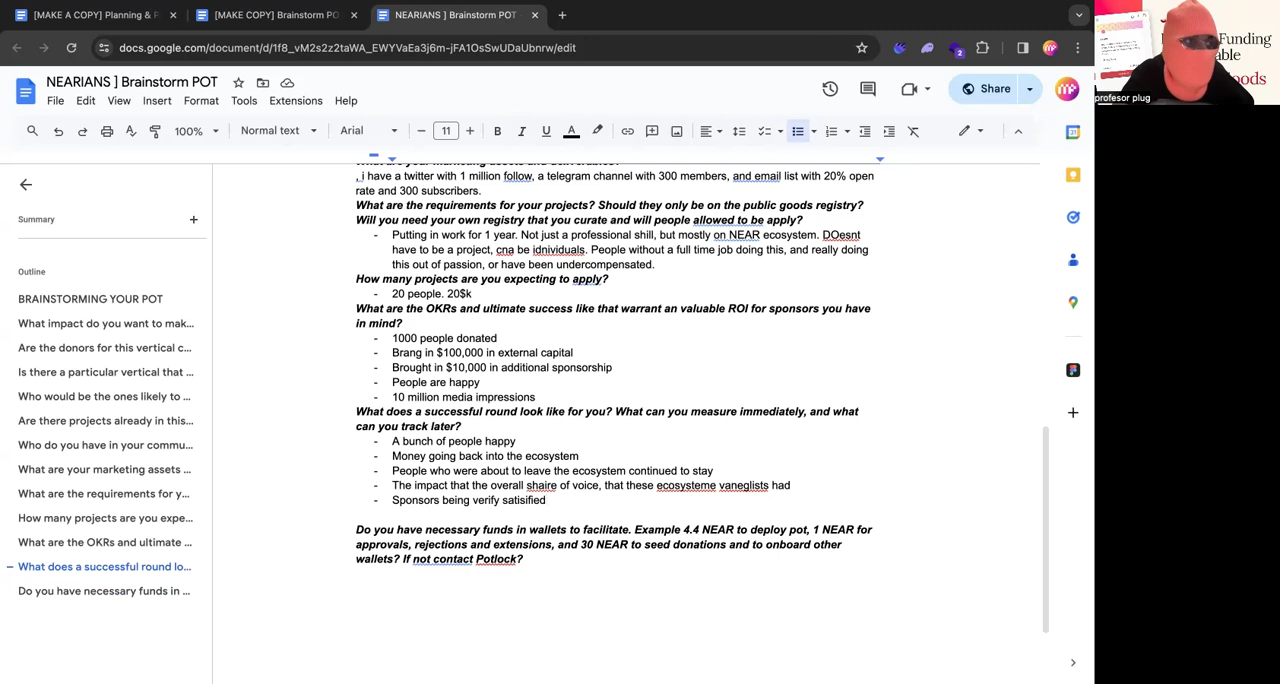 [MAKE A COPY] Planning & P
[MAKE COPY] Brainstorm PO
NEARIANS ] Brainstorm POT
docs.google.com/document/d/1f8_vM2s2z2taWA_EWYVaEa3j6m-jFA1OsSwUDaUbnrw/edit
2
NEARIANS ] Brainstorm POT
File Edit View Insert Format Tools Extensions Help
Share
100% Normal text Arial 11
Funding
able
oods
profesor plug
Summary
Outline
BRAINSTORMING YOUR POT
What impact do you want to mak...
Are the donors for this vertical c...
Is there a particular vertical that ...
Who would be the ones likely to ...
Are there projects already in this...
Who do you have in your commu...
What are your marketing assets ...
What are the requirements for y...
How many projects are you expe...
What are the OKRs and ultimate ...
What does a successful round lo...
Do you have necessary funds in ...
What are your marketing assets and deliverables?
, i have a twitter with 1 million follow, a telegram channel with 300 members, and email list with 20% open
rate and 300 subscribers.
What are the requirements for your projects? Should they only be on the public goods registry?
Will you need your own registry that you curate and will people allowed to be apply?
- Putting in work for 1 year. Not just a professional shill, but mostly on NEAR ecosystem. DOesnt
have to be a project, cna be idnividuals. People without a full time job doing this, and really doing
this out of passion, or have been undercompensated.
How many projects are you expecting to apply?
- 20 people. 20$k
What are the OKRs and ultimate success like that warrant an valuable ROI for sponsors you have
in mind?
- 1000 people donated
- Brang in $100,000 in external capital
- Brought in $10,000 in additional sponsorship
- People are happy
- 10 million media impressions
What does a successful round look like for you? What can you measure immediately, and what
can you track later?
- A bunch of people happy
- Money going back into the ecosystem
- People who were about to leave the ecosystem continued to stay
- The impact that the overall shaire of voice, that these ecosysteme vaneglists had
- Sponsors being verify satisified
Do you have necessary funds in wallets to facilitate. Example 4.4 NEAR to deploy pot, 1 NEAR for
approvals, rejections and extensions, and 30 NEAR to seed donations and to onboard other
wallets? If not contact Potlock?